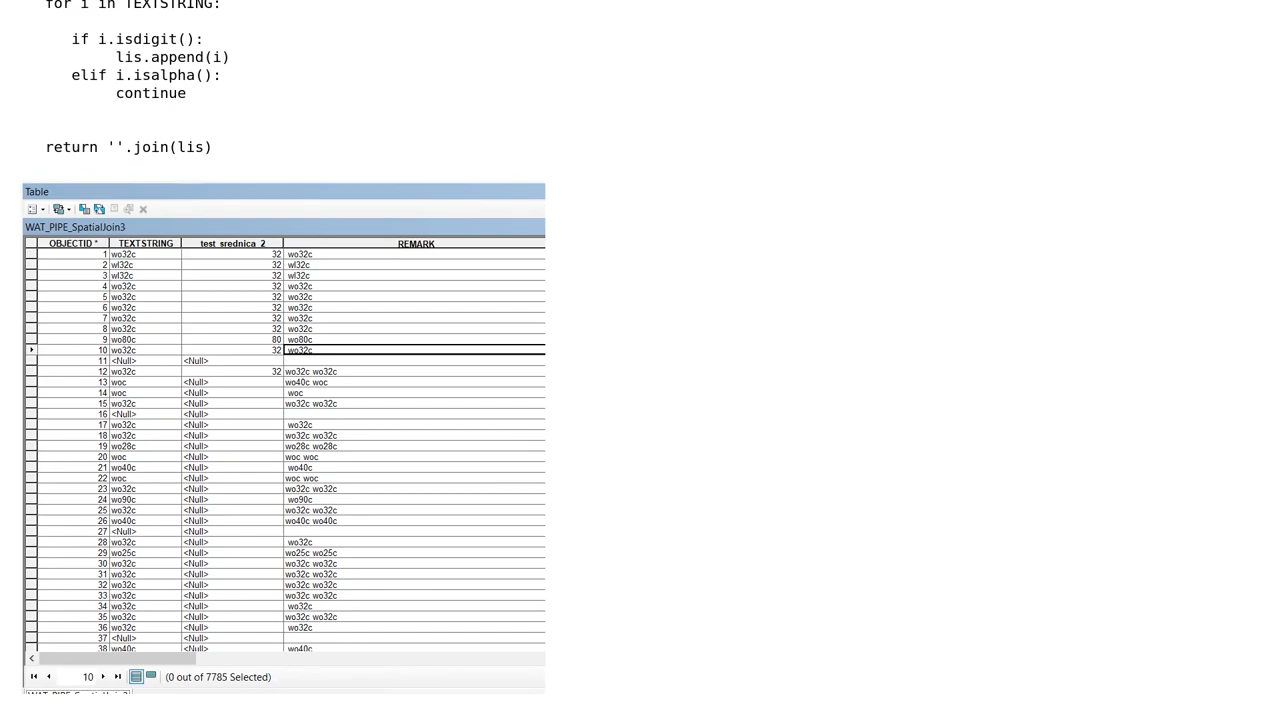 for i in TEXTSTRING:
if i.isdigit():
lis.append(i)
elif i.isalpha():
continue
return ''.join(lis)
Table
WAT_PIPE_SpatialJoin3
OBJECTID * TEXTSTRING test_srednica_2 REMARK
1 wo32c 32 wo32c
2 wl32c 32 wl32c
3 wl32c 32 wl32c
4 wo32c 32 wo32c
5 wo32c 32 wo32c
6 wo32c 32 wo32c
7 wo32c 32 wo32c
8 wo32c 32 wo32c
9 wo80c 80 wo80c
10 wo32c 32 wo32c
11 <Null> <Null>
12 wo32c 32 wo32c wo32c
13 woc <Null> wo40c woc
14 woc <Null> woc
15 wo32c <Null> wo32c wo32c
16 <Null> <Null>
17 wo32c <Null> wo32c
18 wo32c <Null> wo32c wo32c
19 wo28c <Null> wo28c wo28c
20 woc <Null> woc woc
21 wo40c <Null> wo40c
22 woc <Null> woc woc
23 wo32c <Null> wo32c wo32c
24 wo90c <Null> wo90c
25 wo32c <Null> wo32c wo32c
26 wo40c <Null> wo40c wo40c
27 <Null> <Null>
28 wo32c <Null> wo32c
29 wo25c <Null> wo25c wo25c
30 wo32c <Null> wo32c wo32c
31 wo32c <Null> wo32c wo32c
32 wo32c <Null> wo32c wo32c
33 wo32c <Null> wo32c wo32c
34 wo32c <Null> wo32c
35 wo32c <Null> wo32c wo32c
36 wo32c <Null> wo32c
37 <Null> <Null>
38 wo40c <Null> wo40c
10 (0 out of 7785 Selected)
WAT_PIPE_SpatialJoin3